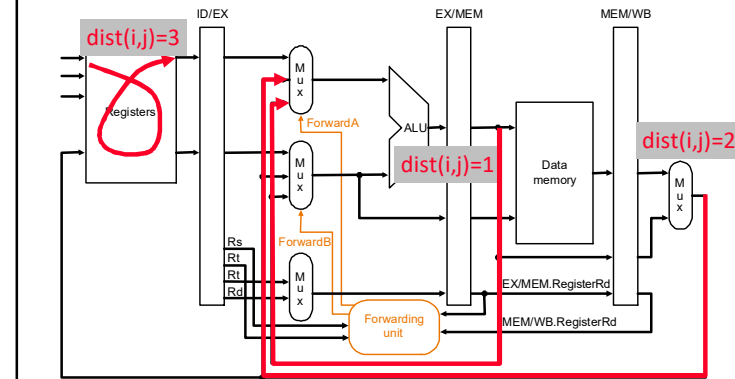 ID/EX
EX/MEM
MEM/WB
dist(i,j)=3
M
u
x
Registers
ForwardA
ALU
dist(i,j)=1
dist(i,j)=2
M
u
x
Data
memory
M
u
x
ForwardB
Rs
Rt
Rt
Rd
M
u
x
EX/MEM.RegisterRd
Forwarding
unit
MEM/WB.RegisterRd